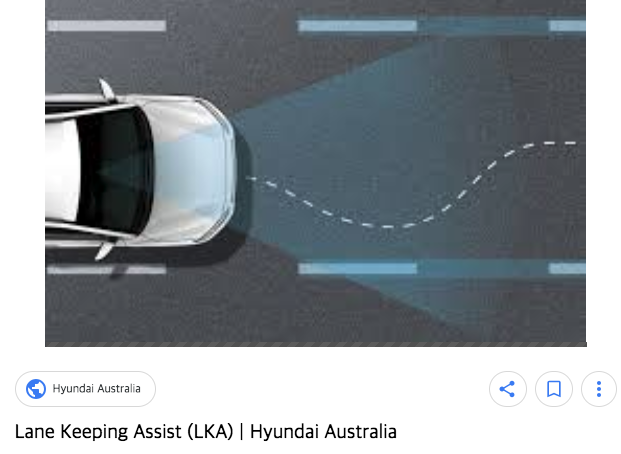 Hyundai Australia
Lane Keeping Assist (LKA) | Hyundai Australia